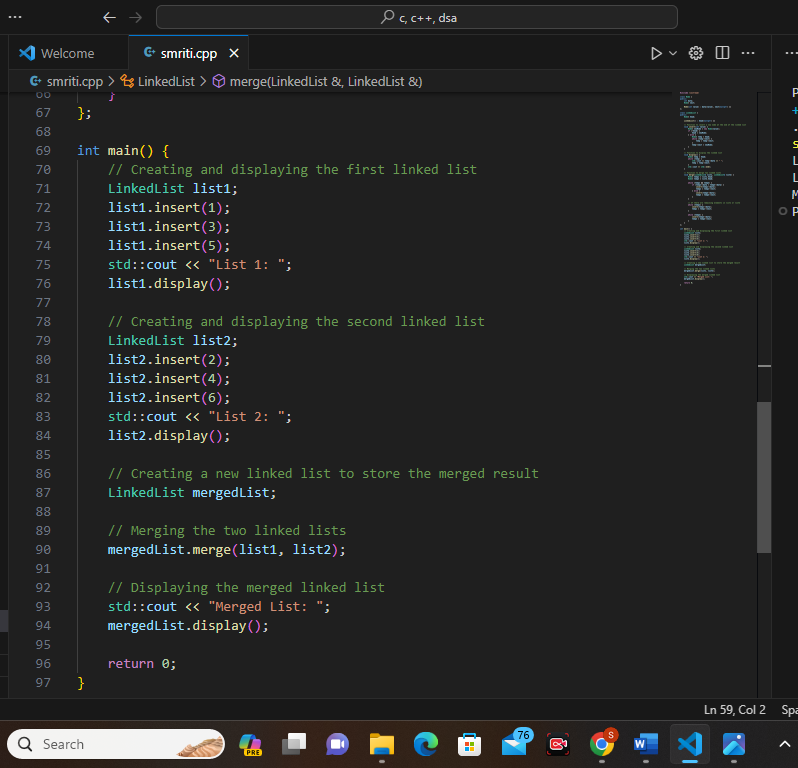 c, c++, dsa
Welcome
smriti.cpp
smriti.cpp > LinkedList > merge(LinkedList &, LinkedList &)
66 }
67 };
68
69 int main() {
70 // Creating and displaying the first linked list
71 LinkedList list1;
72 list1.insert(1);
73 list1.insert(3);
74 list1.insert(5);
75 std::cout << "List 1: ";
76 list1.display();
77
78 // Creating and displaying the second linked list
79 LinkedList list2;
80 list2.insert(2);
81 list2.insert(4);
82 list2.insert(6);
83 std::cout << "List 2: ";
84 list2.display();
85
86 // Creating a new linked list to store the merged result
87 LinkedList mergedList;
88
89 // Merging the two linked lists
90 mergedList.merge(list1, list2);
91
92 // Displaying the merged linked list
93 std::cout << "Merged List: ";
94 mergedList.display();
95
96 return 0;
97 }
Ln 59, Col 2 Spa
Search
PRE
76
S